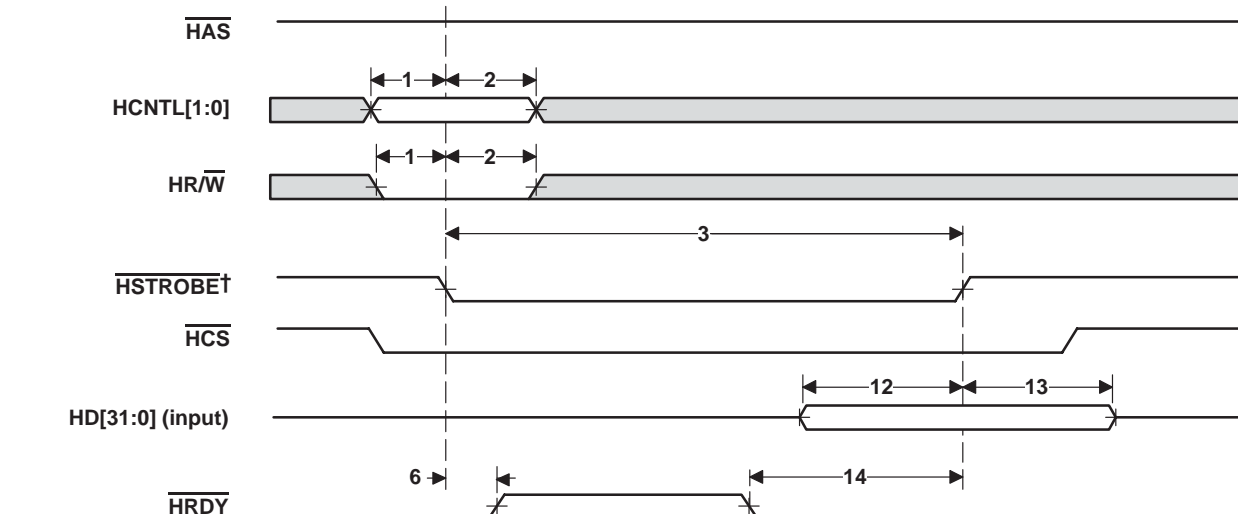 HAS
1 2
HCNTL[1:0]
1 2
HR/W
3
HSTROBE†
HCS
12 13
HD[31:0] (input)
6 14
HRDY